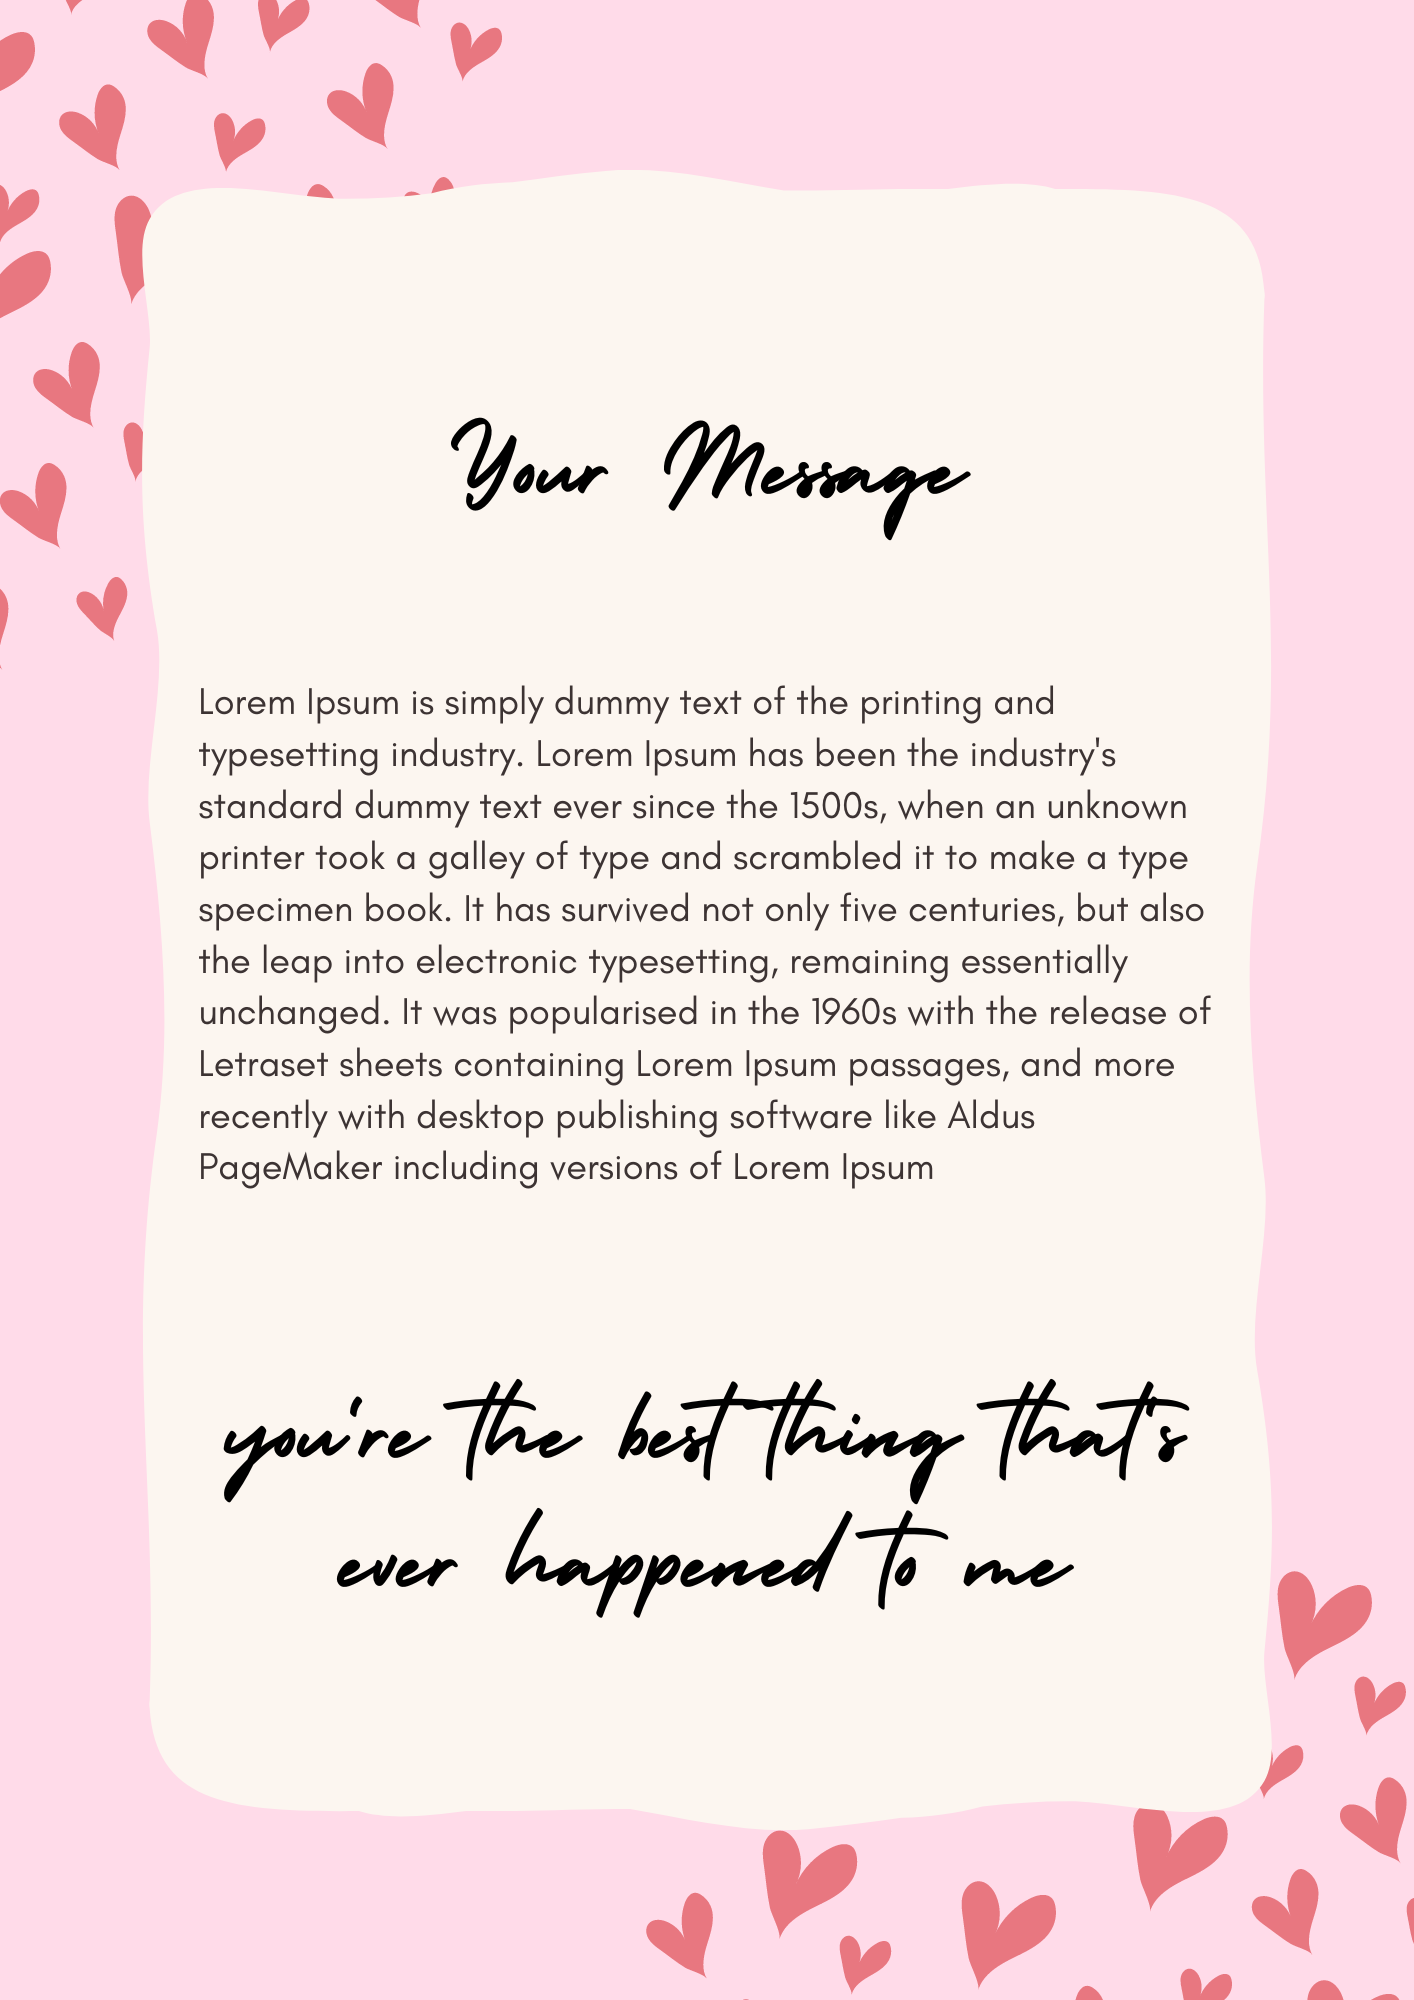 Your Message
Lorem Ipsum is simply dummy text of the printing and
typesetting industry. Lorem Ipsum has been the industry's
standard dummy text ever since the 1500s, when an unknown
printer took a galley of type and scrambled it to make a type
specimen book. It has survived not only five centuries, but also
the leap into electronic typesetting, remaining essentially
unchanged. It was popularised in the 1960s with the release of
Letraset sheets containing Lorem Ipsum passages, and more
recently with desktop publishing software like Aldus
PageMaker including versions of Lorem Ipsum
you're the best thing that's
ever happened to me